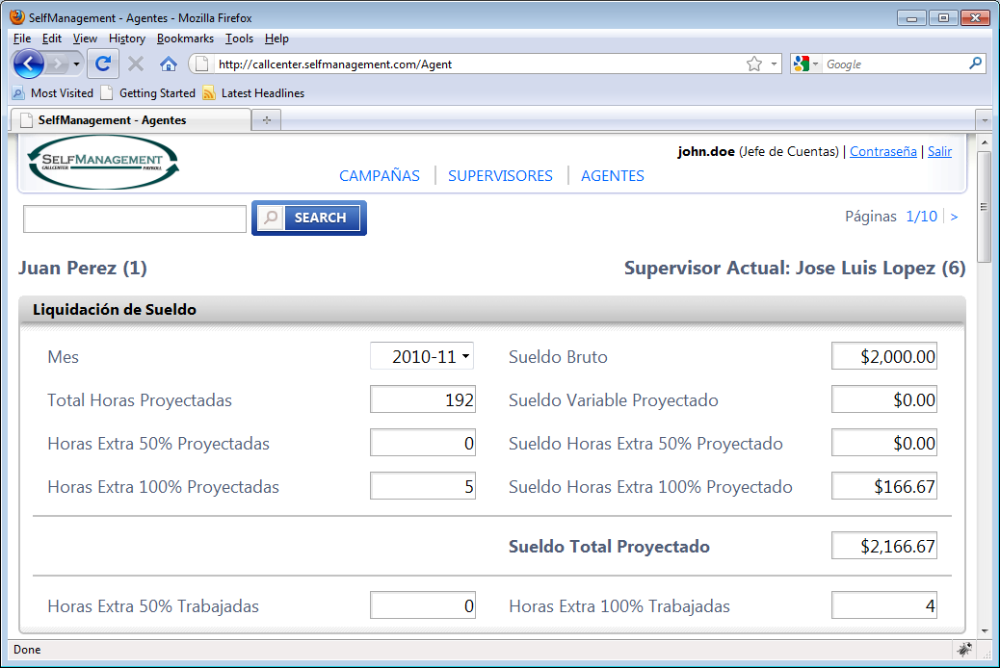 SelfManagement - Agentes - Mozilla Firefox
File Edit View History Bookmarks Tools Help
http://callcenter.selfmanagement.com/Agent
Google
Most Visited Getting Started Latest Headlines
SelfManagement - Agentes
SELFMANAGEMENT
CALLCENTER PAYROLL
john.doe (Jefe de Cuentas) | Contraseña | Salir
CAMPAÑAS | SUPERVISORES | AGENTES
SEARCH
Páginas 1/10 | >
Juan Perez (1)
Supervisor Actual: Jose Luis Lopez (6)
Liquidación de Sueldo
Mes 2010-11 Sueldo Bruto $2,000.00
Total Horas Proyectadas 192 Sueldo Variable Proyectado $0.00
Horas Extra 50% Proyectadas 0 Sueldo Horas Extra 50% Proyectado $0.00
Horas Extra 100% Proyectadas 5 Sueldo Horas Extra 100% Proyectado $166.67
Sueldo Total Proyectado $2,166.67
Horas Extra 50% Trabajadas 0 Horas Extra 100% Trabajadas 4
Done